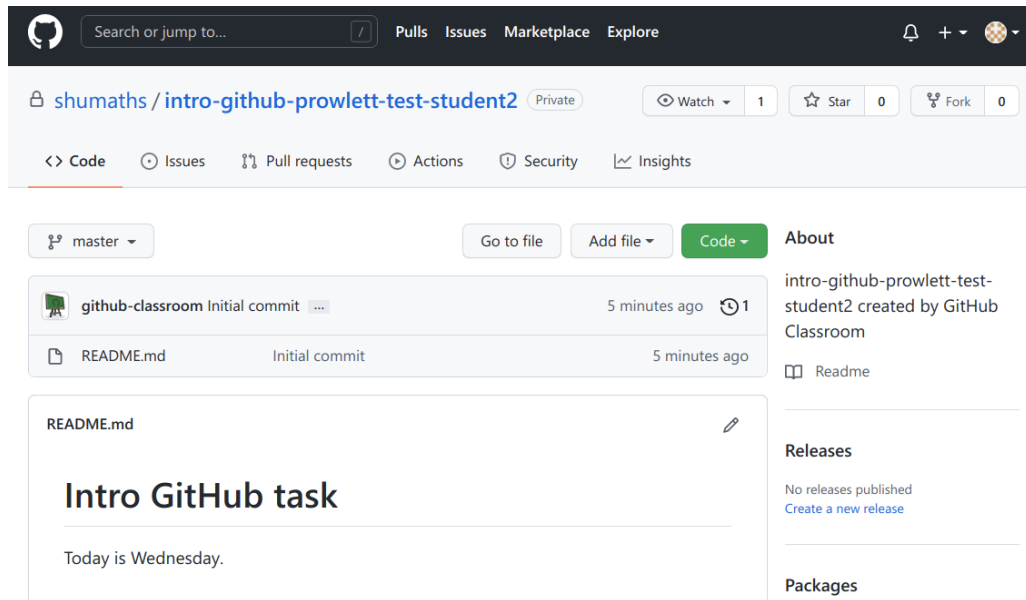 Search or jump to... / Pulls Issues Marketplace Explore
shumaths / intro-github-prowlett-test-student2 Private Watch 1 Star 0 Fork 0
<> Code Issues Pull requests Actions Security Insights
master Go to file Add file Code
github-classroom Initial commit ... 5 minutes ago 1
README.md Initial commit 5 minutes ago
README.md
Intro GitHub task
Today is Wednesday.
About
intro-github-prowlett-test-
student2 created by GitHub
Classroom
Readme
Releases
No releases published
Create a new release
Packages